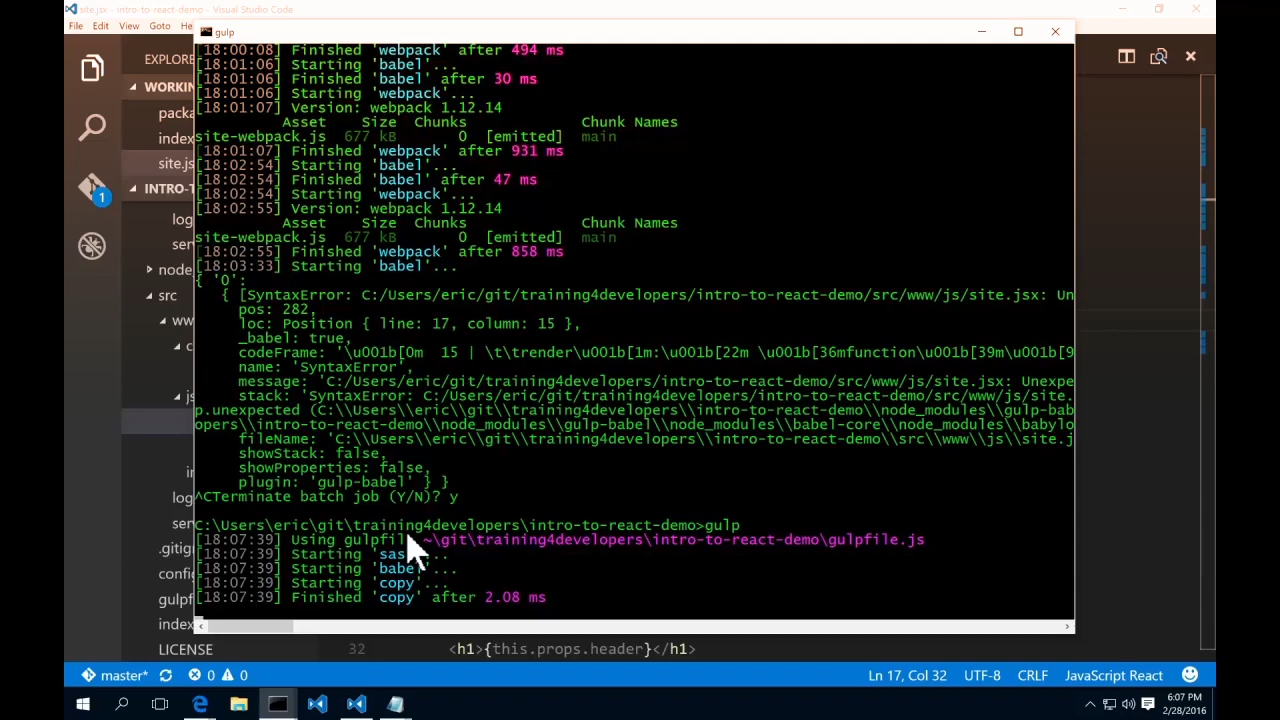 site.jsx - intro-to-react-demo - Visual Studio Code
File Edit View Goto He
gulp
EXPLORE
WORKIN
packa
index
site.js
INTRO-T
log
serv
node_
src
ww
c
js
in
log
serv
.gitign
config
gulpf
index
LICENSE
1
[18:00:08] Finished 'webpack' after 494 ms
[18:01:06] Starting 'babel'...
[18:01:06] Finished 'babel' after 30 ms
[18:01:06] Starting 'webpack'...
[18:01:07] Version: webpack 1.12.14
Asset Size Chunks Chunk Names
site-webpack.js 677 kB 0 [emitted] main
[18:01:07] Finished 'webpack' after 931 ms
[18:02:54] Starting 'babel'...
[18:02:54] Finished 'babel' after 47 ms
[18:02:54] Starting 'webpack'...
[18:02:55] Version: webpack 1.12.14
Asset Size Chunks Chunk Names
site-webpack.js 677 kB 0 [emitted] main
[18:02:55] Finished 'webpack' after 858 ms
[18:03:33] Starting 'babel'...
{ '0':
{ [SyntaxError: C:/Users/eric/git/training4developers/intro-to-react-demo/src/www/js/site.jsx: Un
pos: 282,
loc: Position { line: 17, column: 15 },
_babel: true,
codeFrame: '\u001b[0m 15 | \t\trender\u001b[1m:\u001b[22m \u001b[36mfunction\u001b[39m\u001b[9
name: 'SyntaxError',
message: 'C:/Users/eric/git/training4developers/intro-to-react-demo/src/www/js/site.jsx: Unexpe
stack: 'SyntaxError: C:/Users/eric/git/training4developers/intro-to-react-demo/src/www/js/site.
p.unexpected (C:\\Users\\eric\\git\\training4developers\\intro-to-react-demo\\node_modules\\gulp-bab
opers\\intro-to-react-demo\\node_modules\\gulp-babel\\node_modules\\babel-core\\node_modules\\babylo
fileName: 'C:\\Users\\eric\\git\\training4developers\\intro-to-react-demo\\src\\www\\js\\site.j
showStack: false,
showProperties: false,
plugin: 'gulp-babel' } }
^CTerminate batch job (Y/N)? y
C:\Users\eric\git\training4developers\intro-to-react-demo>gulp
[18:07:39] Using gulpfil ~\git\training4developers\intro-to-react-demo\gulpfile.js
[18:07:39] Starting 'sas ...
[18:07:39] Starting 'babel'...
[18:07:39] Starting 'copy'...
[18:07:39] Finished 'copy' after 2.08 ms
32 <h1>{this.props.header}</h1>
master* 0 0 Ln 17, Col 32 UTF-8 CRLF JavaScript React
6:07 PM
2/28/2016